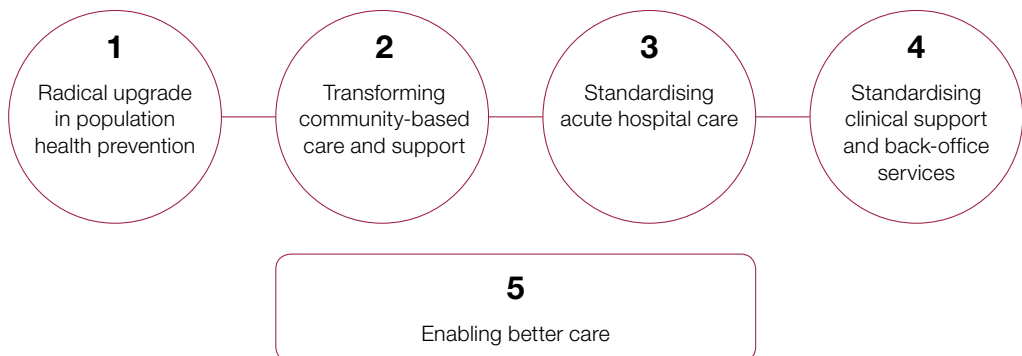 1
Radical upgrade
in population
health prevention
2
Transforming
community-based
care and support
3
Standardising
acute hospital care
4
Standardising
clinical support
and back-office
services
5
Enabling better care